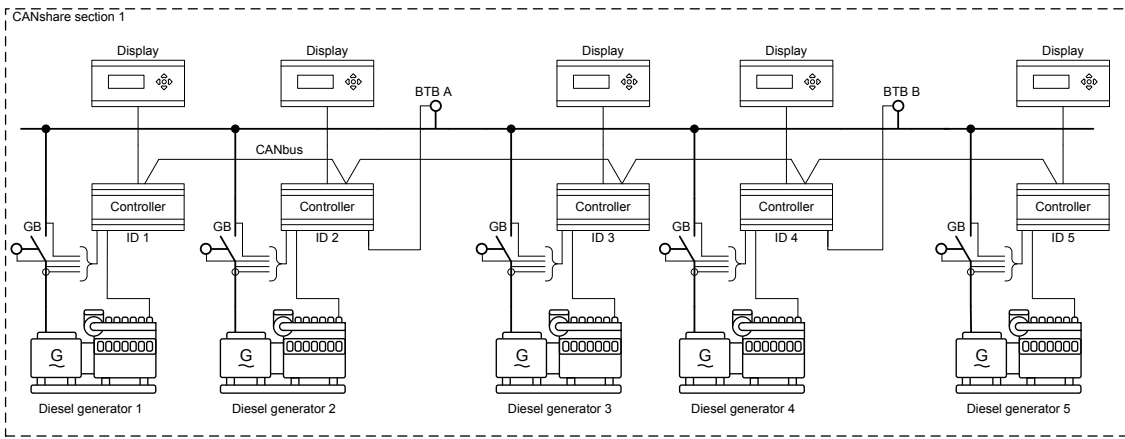 CANshare section 1
Display
Display
Display
Display
Display
BTB A
BTB B
CANbus
Controller
Controller
Controller
Controller
Controller
GB
GB
GB
GB
GB
ID 1
ID 2
ID 3
ID 4
ID 5
G
G
G
G
G
Diesel generator 1
Diesel generator 2
Diesel generator 3
Diesel generator 4
Diesel generator 5